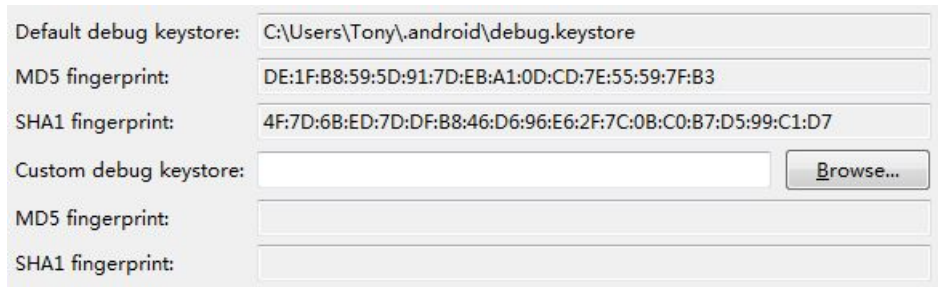 Default debug keystore: C:\Users\Tony\.android\debug.keystore
MD5 fingerprint: DE:1F:B8:59:5D:91:7D:EB:A1:0D:CD:7E:55:59:7F:B3
SHA1 fingerprint: 4F:7D:6B:ED:7D:DF:B8:46:D6:96:E6:2F:7C:0B:C0:B7:D5:99:C1:D7
Custom debug keystore: Browse...
MD5 fingerprint:
SHA1 fingerprint: